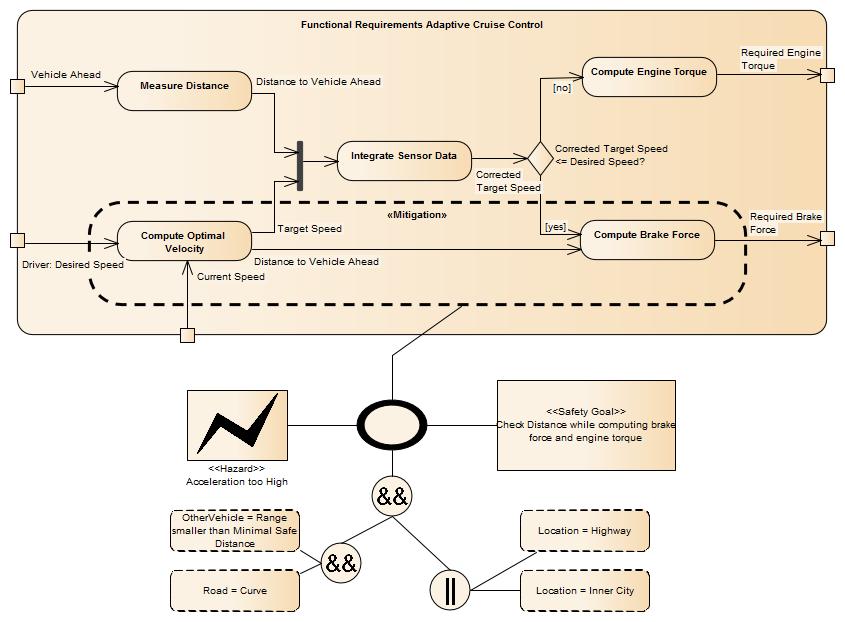 Functional Requirements Adaptive Cruise Control
Vehicle Ahead
Measure Distance
Distance to Vehicle Ahead
Compute Engine Torque
Required Engine
Torque
[no]
Integrate Sensor Data
Corrected Target Speed
<= Desired Speed?
Corrected
Target Speed
«Mitigation»
Compute Optimal
Velocity
Target Speed
[yes]
Compute Brake Force
Required Brake
Force
Driver: Desired Speed
Distance to Vehicle Ahead
Current Speed
<<Hazard>>
Acceleration too High
<<Safety Goal>>
Check Distance while computing brake
force and engine torque
&&
OtherVehicle = Range
smaller than Minimal Safe
Distance
Road = Curve
&&
||
Location = Highway
Location = Inner City